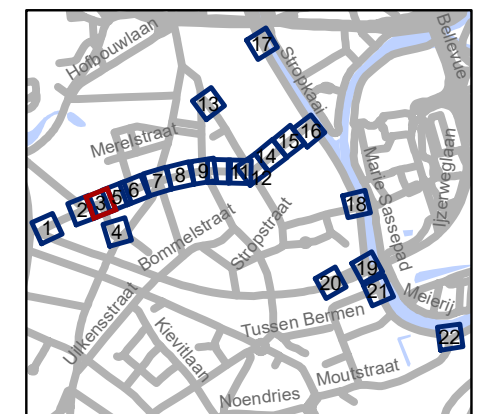 Hofbouwlaan
17
Stropkaai
Bellevue
13
Merelstraat
16
15
14
12
11
9
8
7
6
5
3
2
1
4
Marie Sassepad
Ijzerweglaan
Bommelstraat
Stropstraat
18
19
20
21
Meierij
Uilkensstraat
Kievitlaan
Tussen Bermen
22
Moutstraat
Noendries